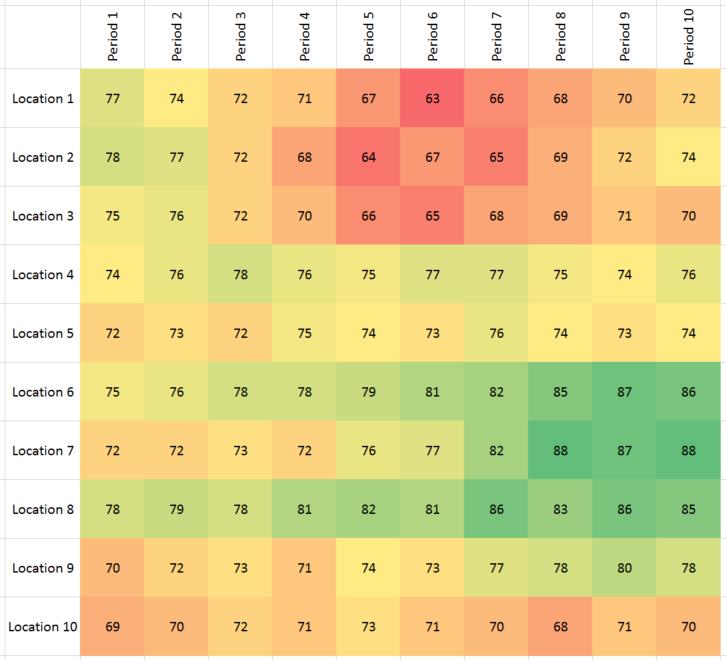 Period 1 Period 2 Period 3 Period 4 Period 5 Period 6 Period 7 Period 8 Period 9 Period 10
Location 1 77 74 72 71 67 63 66 68 70 72
Location 2 78 77 72 68 64 67 65 69 72 74
Location 3 75 76 72 70 66 65 68 69 71 70
Location 4 74 76 78 76 75 77 77 75 74 76
Location 5 72 73 72 75 74 73 76 74 73 74
Location 6 75 76 78 78 79 81 82 85 87 86
Location 7 72 72 73 72 76 77 82 88 87 88
Location 8 78 79 78 81 82 81 86 83 86 85
Location 9 70 72 73 71 74 73 77 78 80 78
Location 10 69 70 72 71 73 71 70 68 71 70